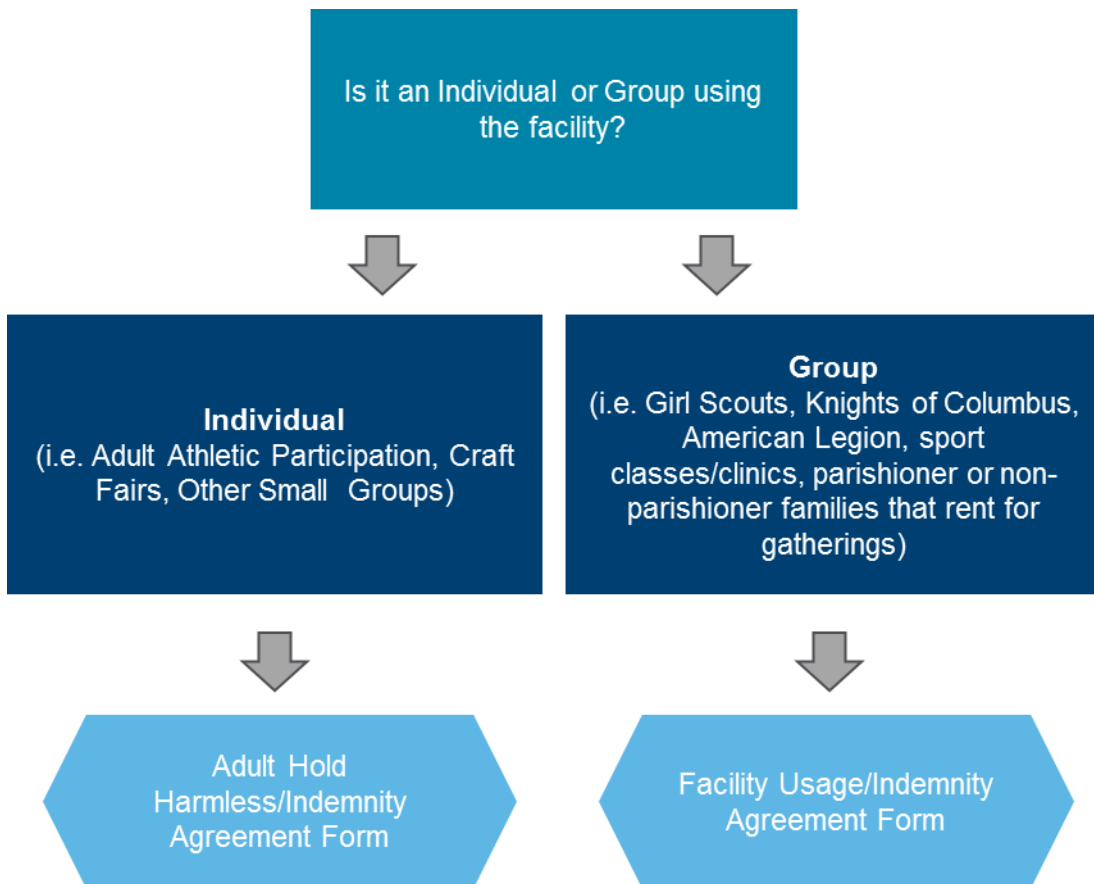 Is it an Individual or Group using
the facility?
Individual
(i.e. Adult Athletic Participation, Craft
Fairs, Other Small Groups)
Group
(i.e. Girl Scouts, Knights of Columbus,
American Legion, sport
classes/clinics, parishioner or non-
parishioner families that rent for
gatherings)
Adult Hold
Harmless/Indemnity
Agreement Form
Facility Usage/Indemnity
Agreement Form